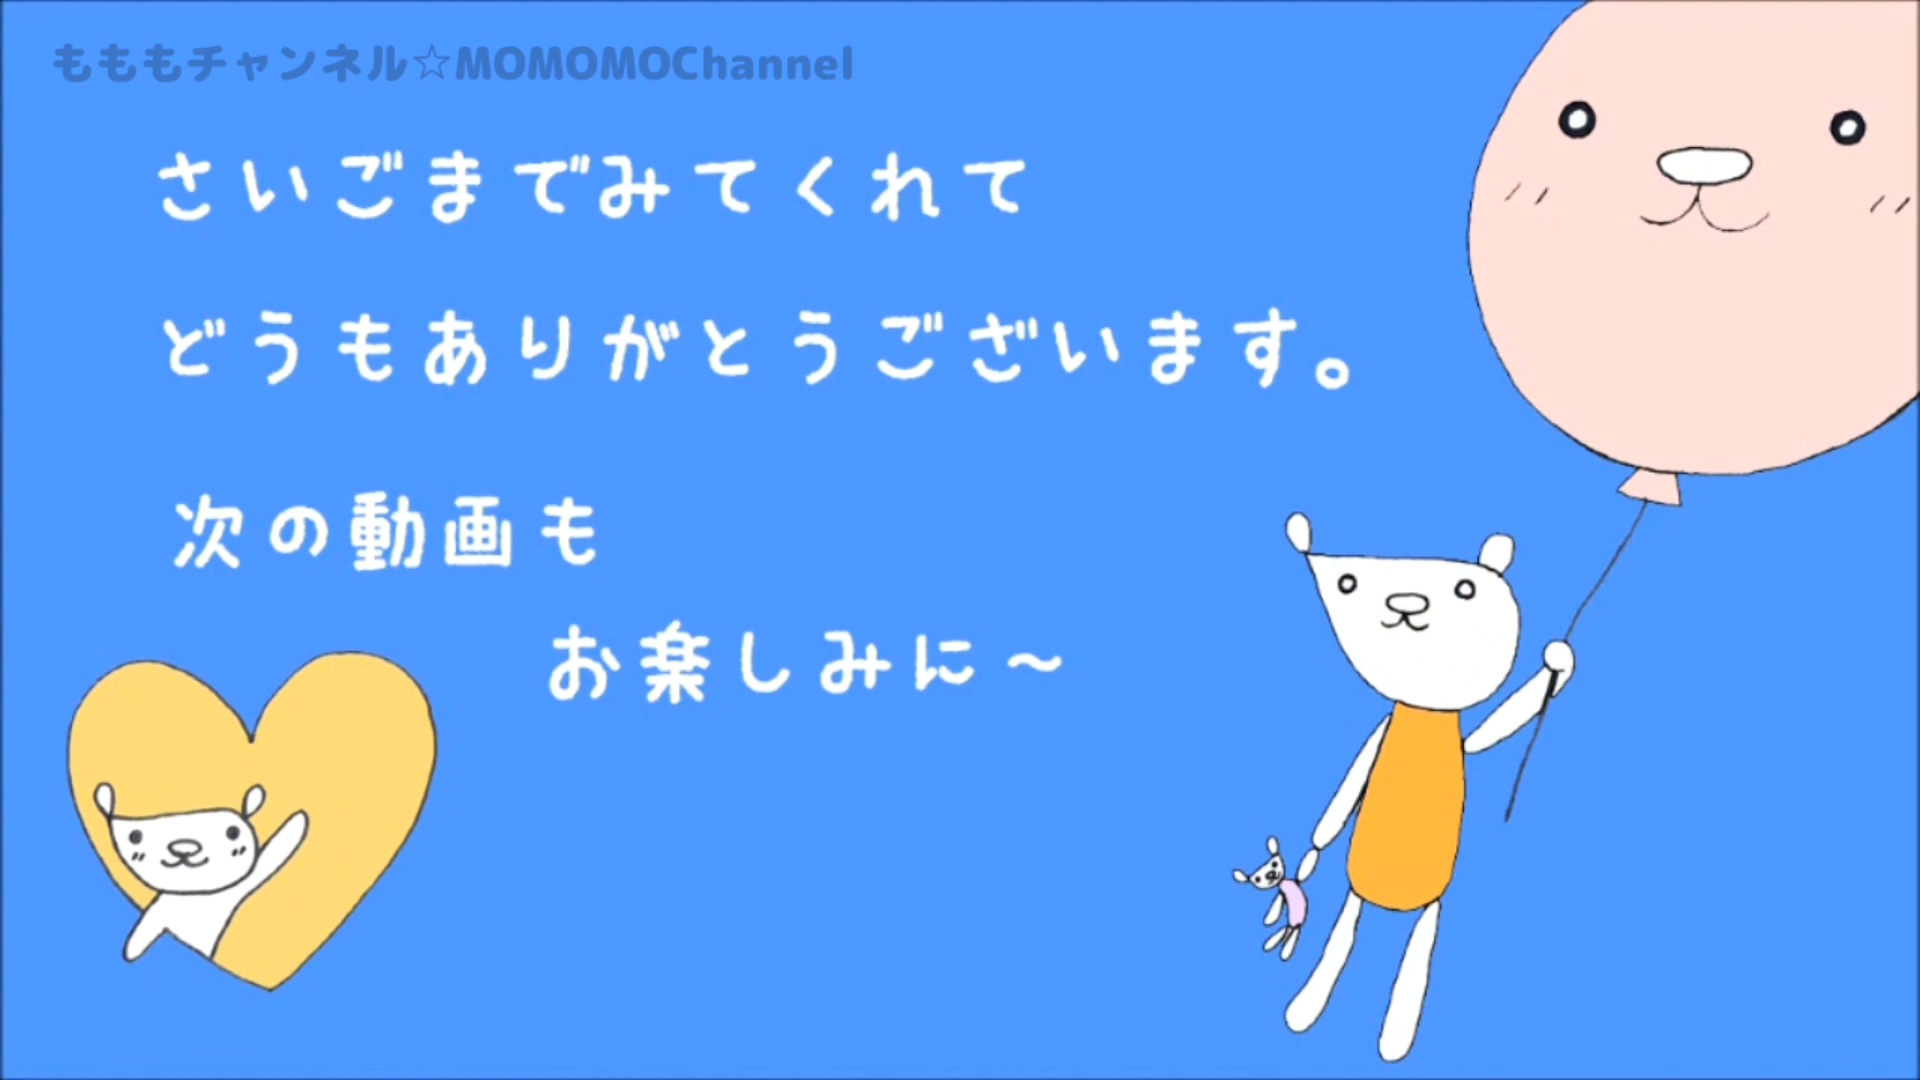 ももももチャンネル☆MOMOMOChannel
さいごまでみてくれて
どうもありがとうございます。
次の動画も
お楽しみに～